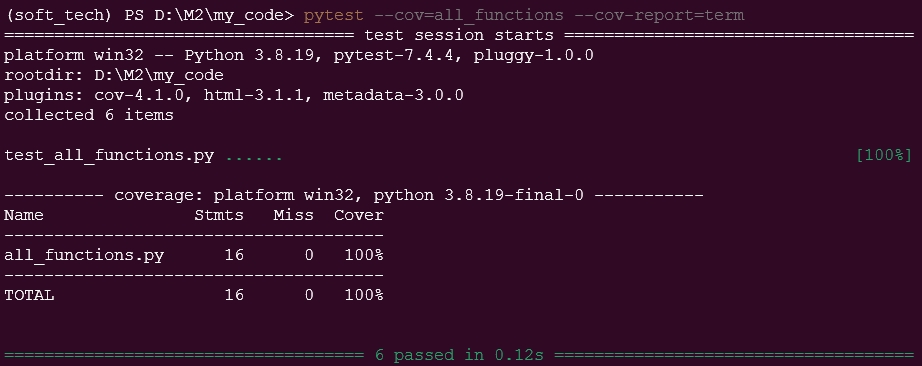 (soft_tech) PS D:\M2\my_code> pytest --cov=all_functions --cov-report=term
=================================== test session starts ===================================
platform win32 -- Python 3.8.19, pytest-7.4.4, pluggy-1.0.0
rootdir: D:\M2\my_code
plugins: cov-4.1.0, html-3.1.1, metadata-3.0.0
collected 6 items
test_all_functions.py ...... [100%]
---------- coverage: platform win32, python 3.8.19-final-0 -----------
Name Stmts Miss Cover
--------------------------------------
all_functions.py 16 0 100%
--------------------------------------
TOTAL 16 0 100%
==================================== 6 passed in 0.12s ====================================